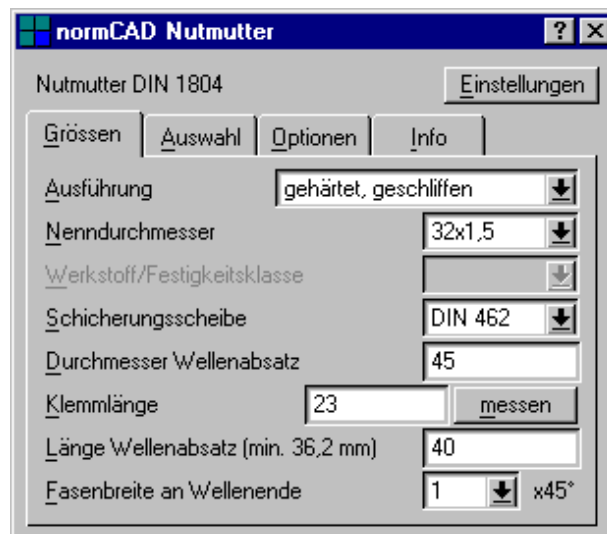 normCAD Nutmutter
Nutmutter DIN 1804 Einstellungen
Grössen Auswahl Optionen Info
Ausführung gehärtet, geschliffen
Nenndurchmesser 32x1,5
Werkstoff/Festigkeitsklasse
Schicherungsscheibe DIN 462
Durchmesser Wellenabsatz 45
Klemmlänge 23 messen
Länge Wellenabsatz (min. 36,2 mm) 40
Fasenbreite an Wellenende 1 x45°